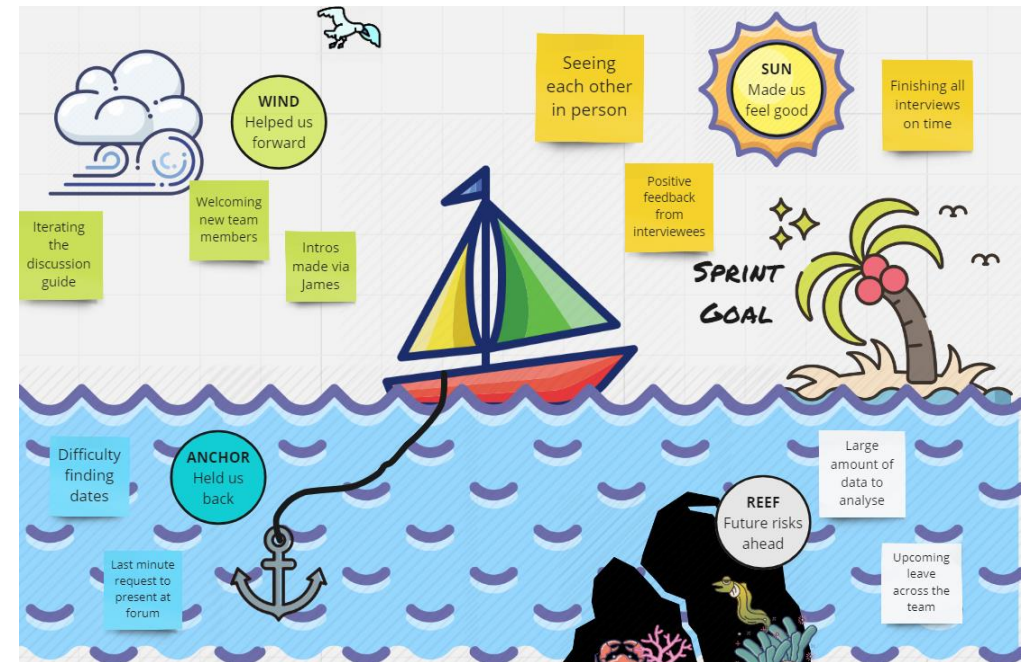 WIND
Helped us
forward
Iterating
the
discussion
guide
Welcoming
new team
members
Intros
made via
James
Seeing
each other
in person
SUN
Made us
feel good
Finishing all
interviews
on time
Positive
feedback
from
interviewees
SPRINT
GOAL
Difficulty
finding
dates
ANCHOR
Held us
back
Last minute
request to
present at
forum
REEF
Future risks
ahead
Large
amount of
data to
analyse
Upcoming
leave
across the
team